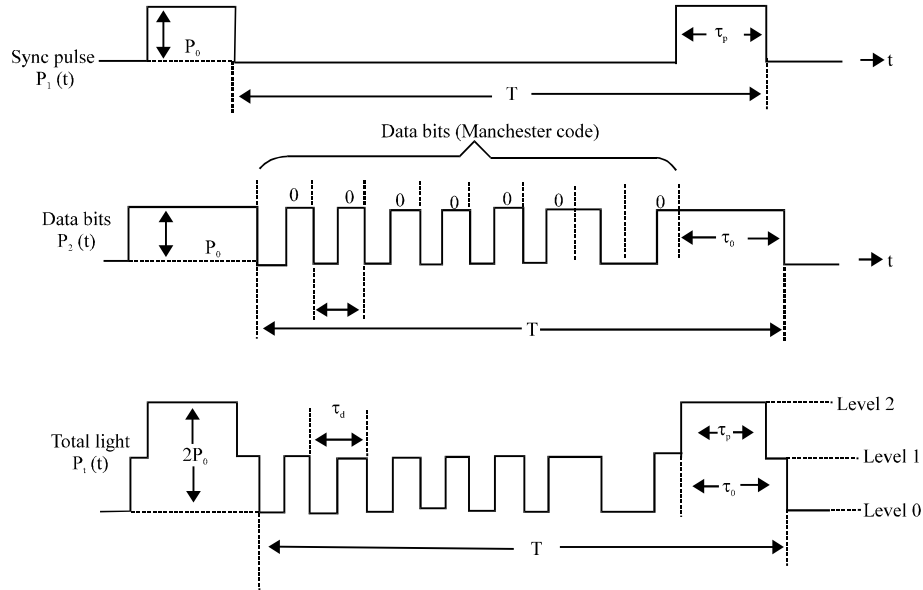 P₀
τₚ
Sync pulse
P₁ (t)
t
T
Data bits (Manchester code)
0 0 0 0 0 0 0
Data bits
P₂ (t)
P₀
τ₀
t
T
Level 2
τd
τₚ
Total light
P₁ (t)
2P₀
Level 1
τ₀
Level 0
T